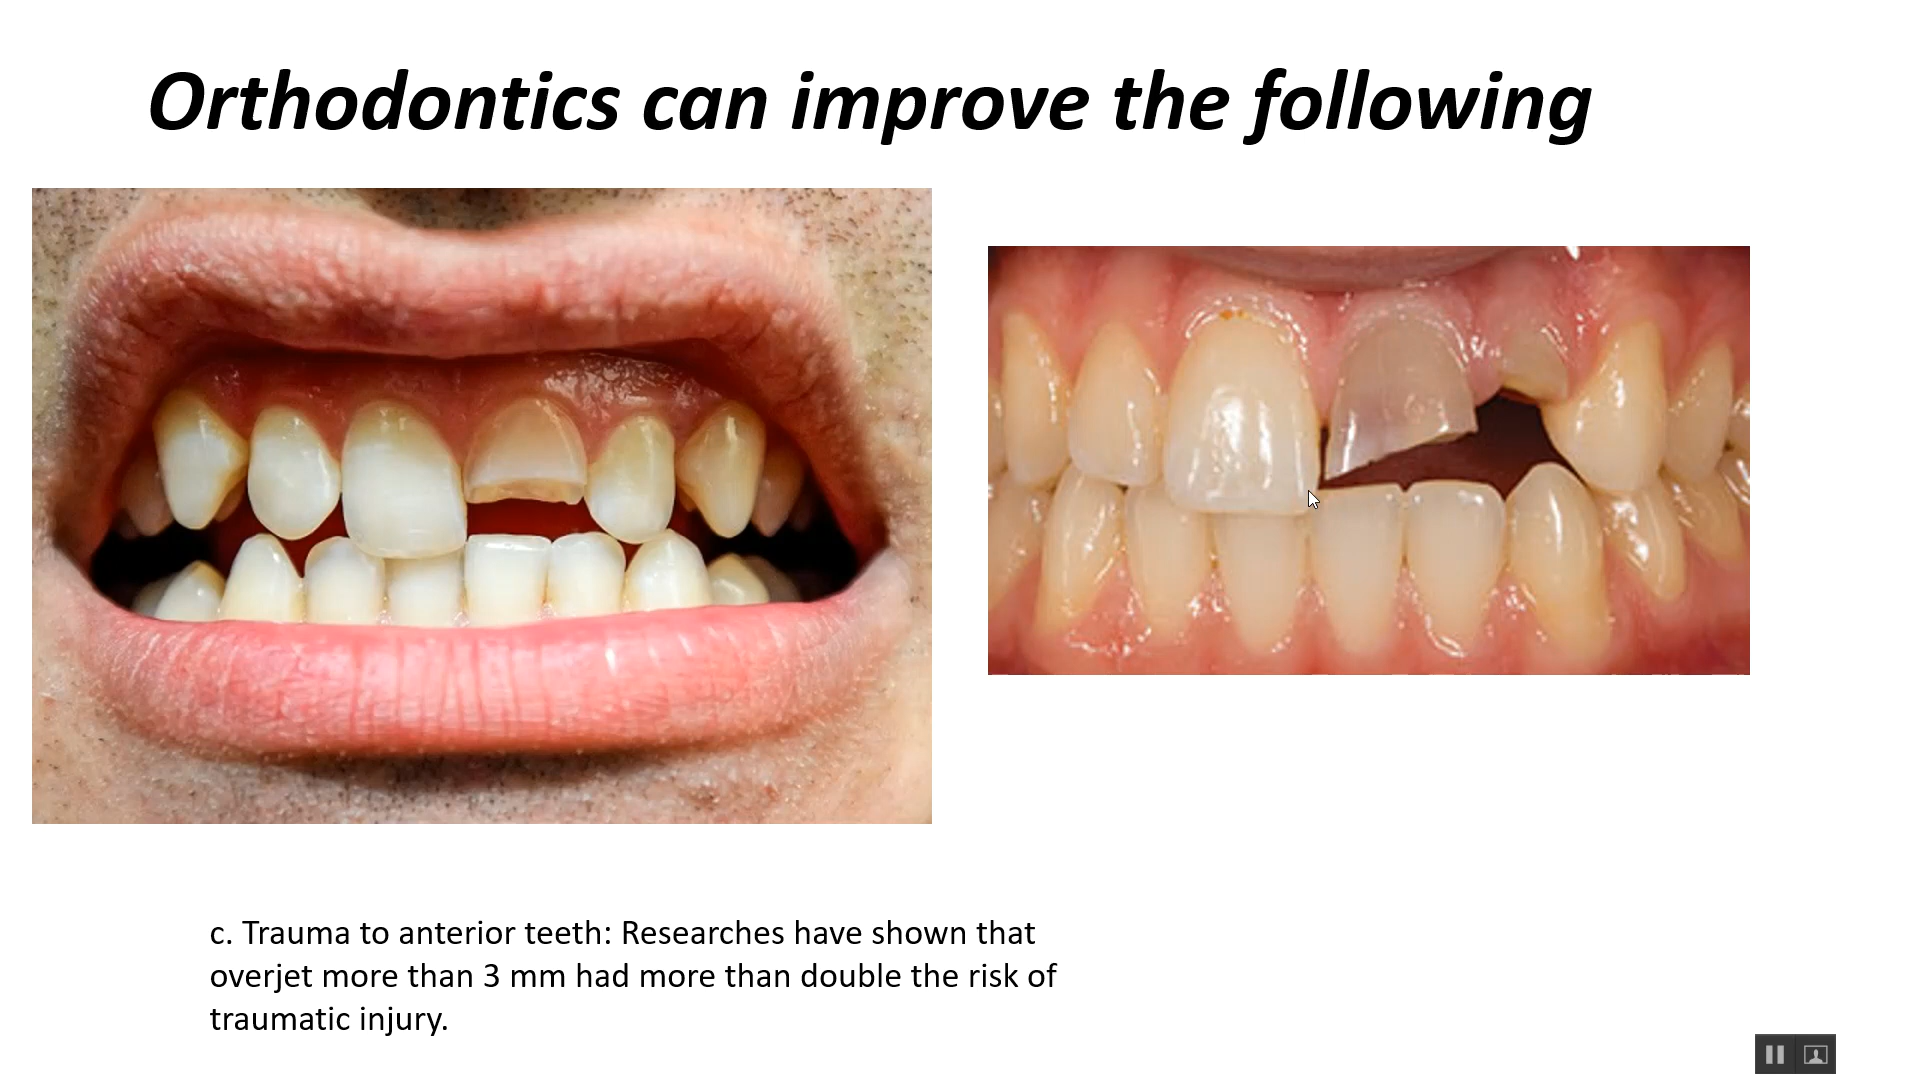 Orthodontics can improve the following
c. Trauma to anterior teeth: Researches have shown that
overjet more than 3 mm had more than double the risk of
traumatic injury.